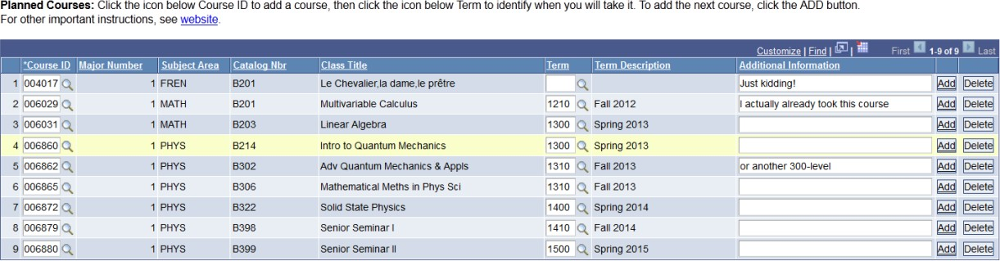 Planned Courses: Click the icon below Course ID to add a course, then click the icon below Term to identify when you will take it. To add the next course, click the ADD button.
For other important instructions, see website.
Customize | Find | | First 1-9 of 9 Last
*Course ID Major Number Subject Area Catalog Nbr Class Title Term Term Description Additional Information
1 004017 1 FREN B201 Le Chevalier,la dame,le prêtre Just kidding! Add Delete
2 006029 1 MATH B201 Multivariable Calculus 1210 Fall 2012 I actually already took this course Add Delete
3 006031 1 MATH B203 Linear Algebra 1300 Spring 2013 Add Delete
4 006860 1 PHYS B214 Intro to Quantum Mechanics 1300 Spring 2013 Add Delete
5 006862 1 PHYS B302 Adv Quantum Mechanics & Appls 1310 Fall 2013 or another 300-level Add Delete
6 006865 1 PHYS B306 Mathematical Meths in Phys Sci 1310 Fall 2013 Add Delete
7 006872 1 PHYS B322 Solid State Physics 1400 Spring 2014 Add Delete
8 006879 1 PHYS B398 Senior Seminar I 1410 Fall 2014 Add Delete
9 006880 1 PHYS B399 Senior Seminar II 1500 Spring 2015 Add Delete